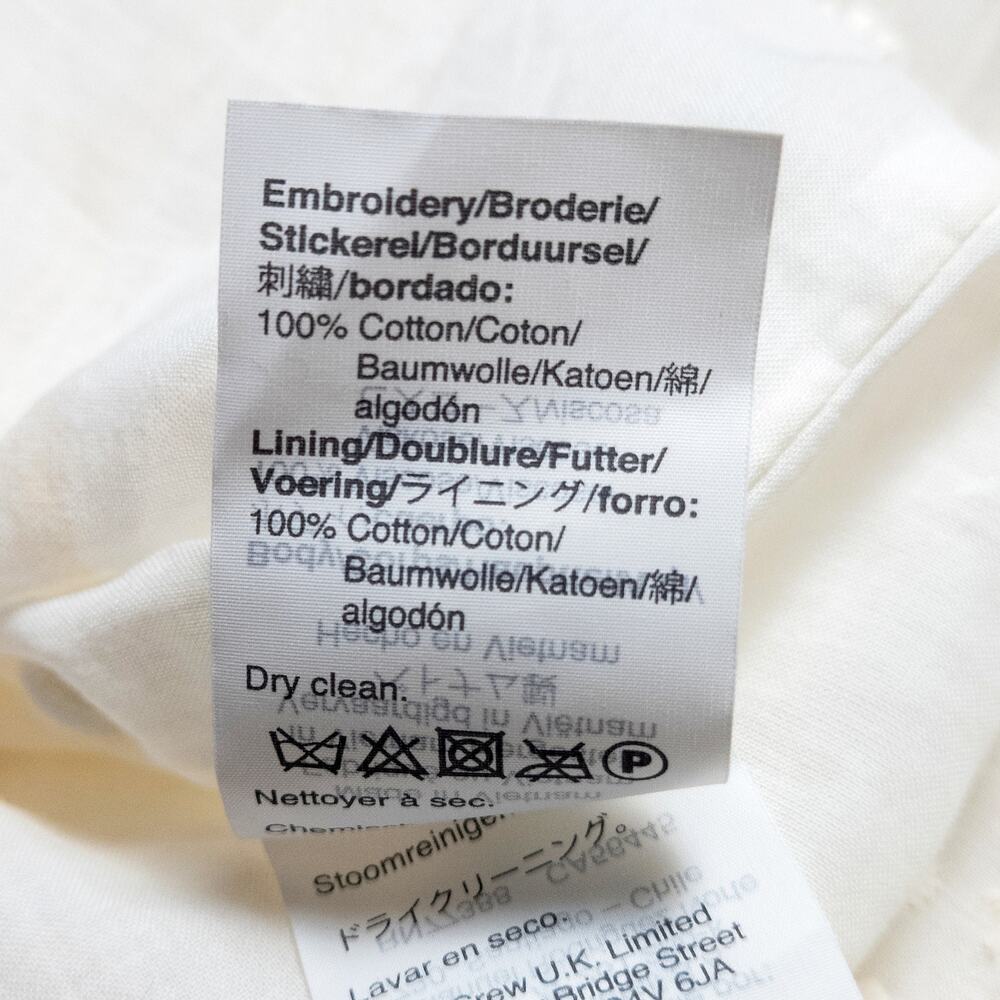 Embroidery/Broderie/
Stickerei/Borduursel/
刺繍/bordado:
100% Cotton/Coton/
Baumwolle/Katoen/綿/
algodón
Lining/Doublure/Futter/
Voering/ライニング/forro:
100% Cotton/Coton/
Baumwolle/Katoen/綿/
algodón
Dry clean.
P
Nettoyer à sec.
Stoomreinigen
ドライクリーニング。
Lavar en seco.
Crew U.K. Limited
Bridge Street
6JA